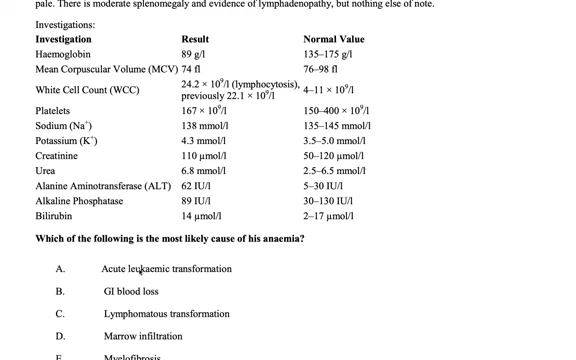 pale. There is moderate splenomegaly and evidence of lymphadenopathy, but nothing else of note.
Investigations:
Investigation Result Normal Value
Haemoglobin 89 g/l 135–175 g/l
Mean Corpuscular Volume (MCV) 74 fl 76–98 fl
White Cell Count (WCC) 24.2 × 10⁹/l (lymphocytosis), previously 22.1 × 10⁹/l 4–11 × 10⁹/l
Platelets 167 × 10⁹/l 150–400 × 10⁹/l
Sodium (Na⁺) 138 mmol/l 135–145 mmol/l
Potassium (K⁺) 4.3 mmol/l 3.5–5.0 mmol/l
Creatinine 110 µmol/l 50–120 µmol/l
Urea 6.8 mmol/l 2.5–6.5 mmol/l
Alanine Aminotransferase (ALT) 62 IU/l 5–30 IU/l
Alkaline Phosphatase 89 IU/l 30–130 IU/l
Bilirubin 14 µmol/l 2–17 µmol/l
Which of the following is the most likely cause of his anaemia?
A. Acute leukaemic transformation
B. GI blood loss
C. Lymphomatous transformation
D. Marrow infiltration
E. Myelofibrosis